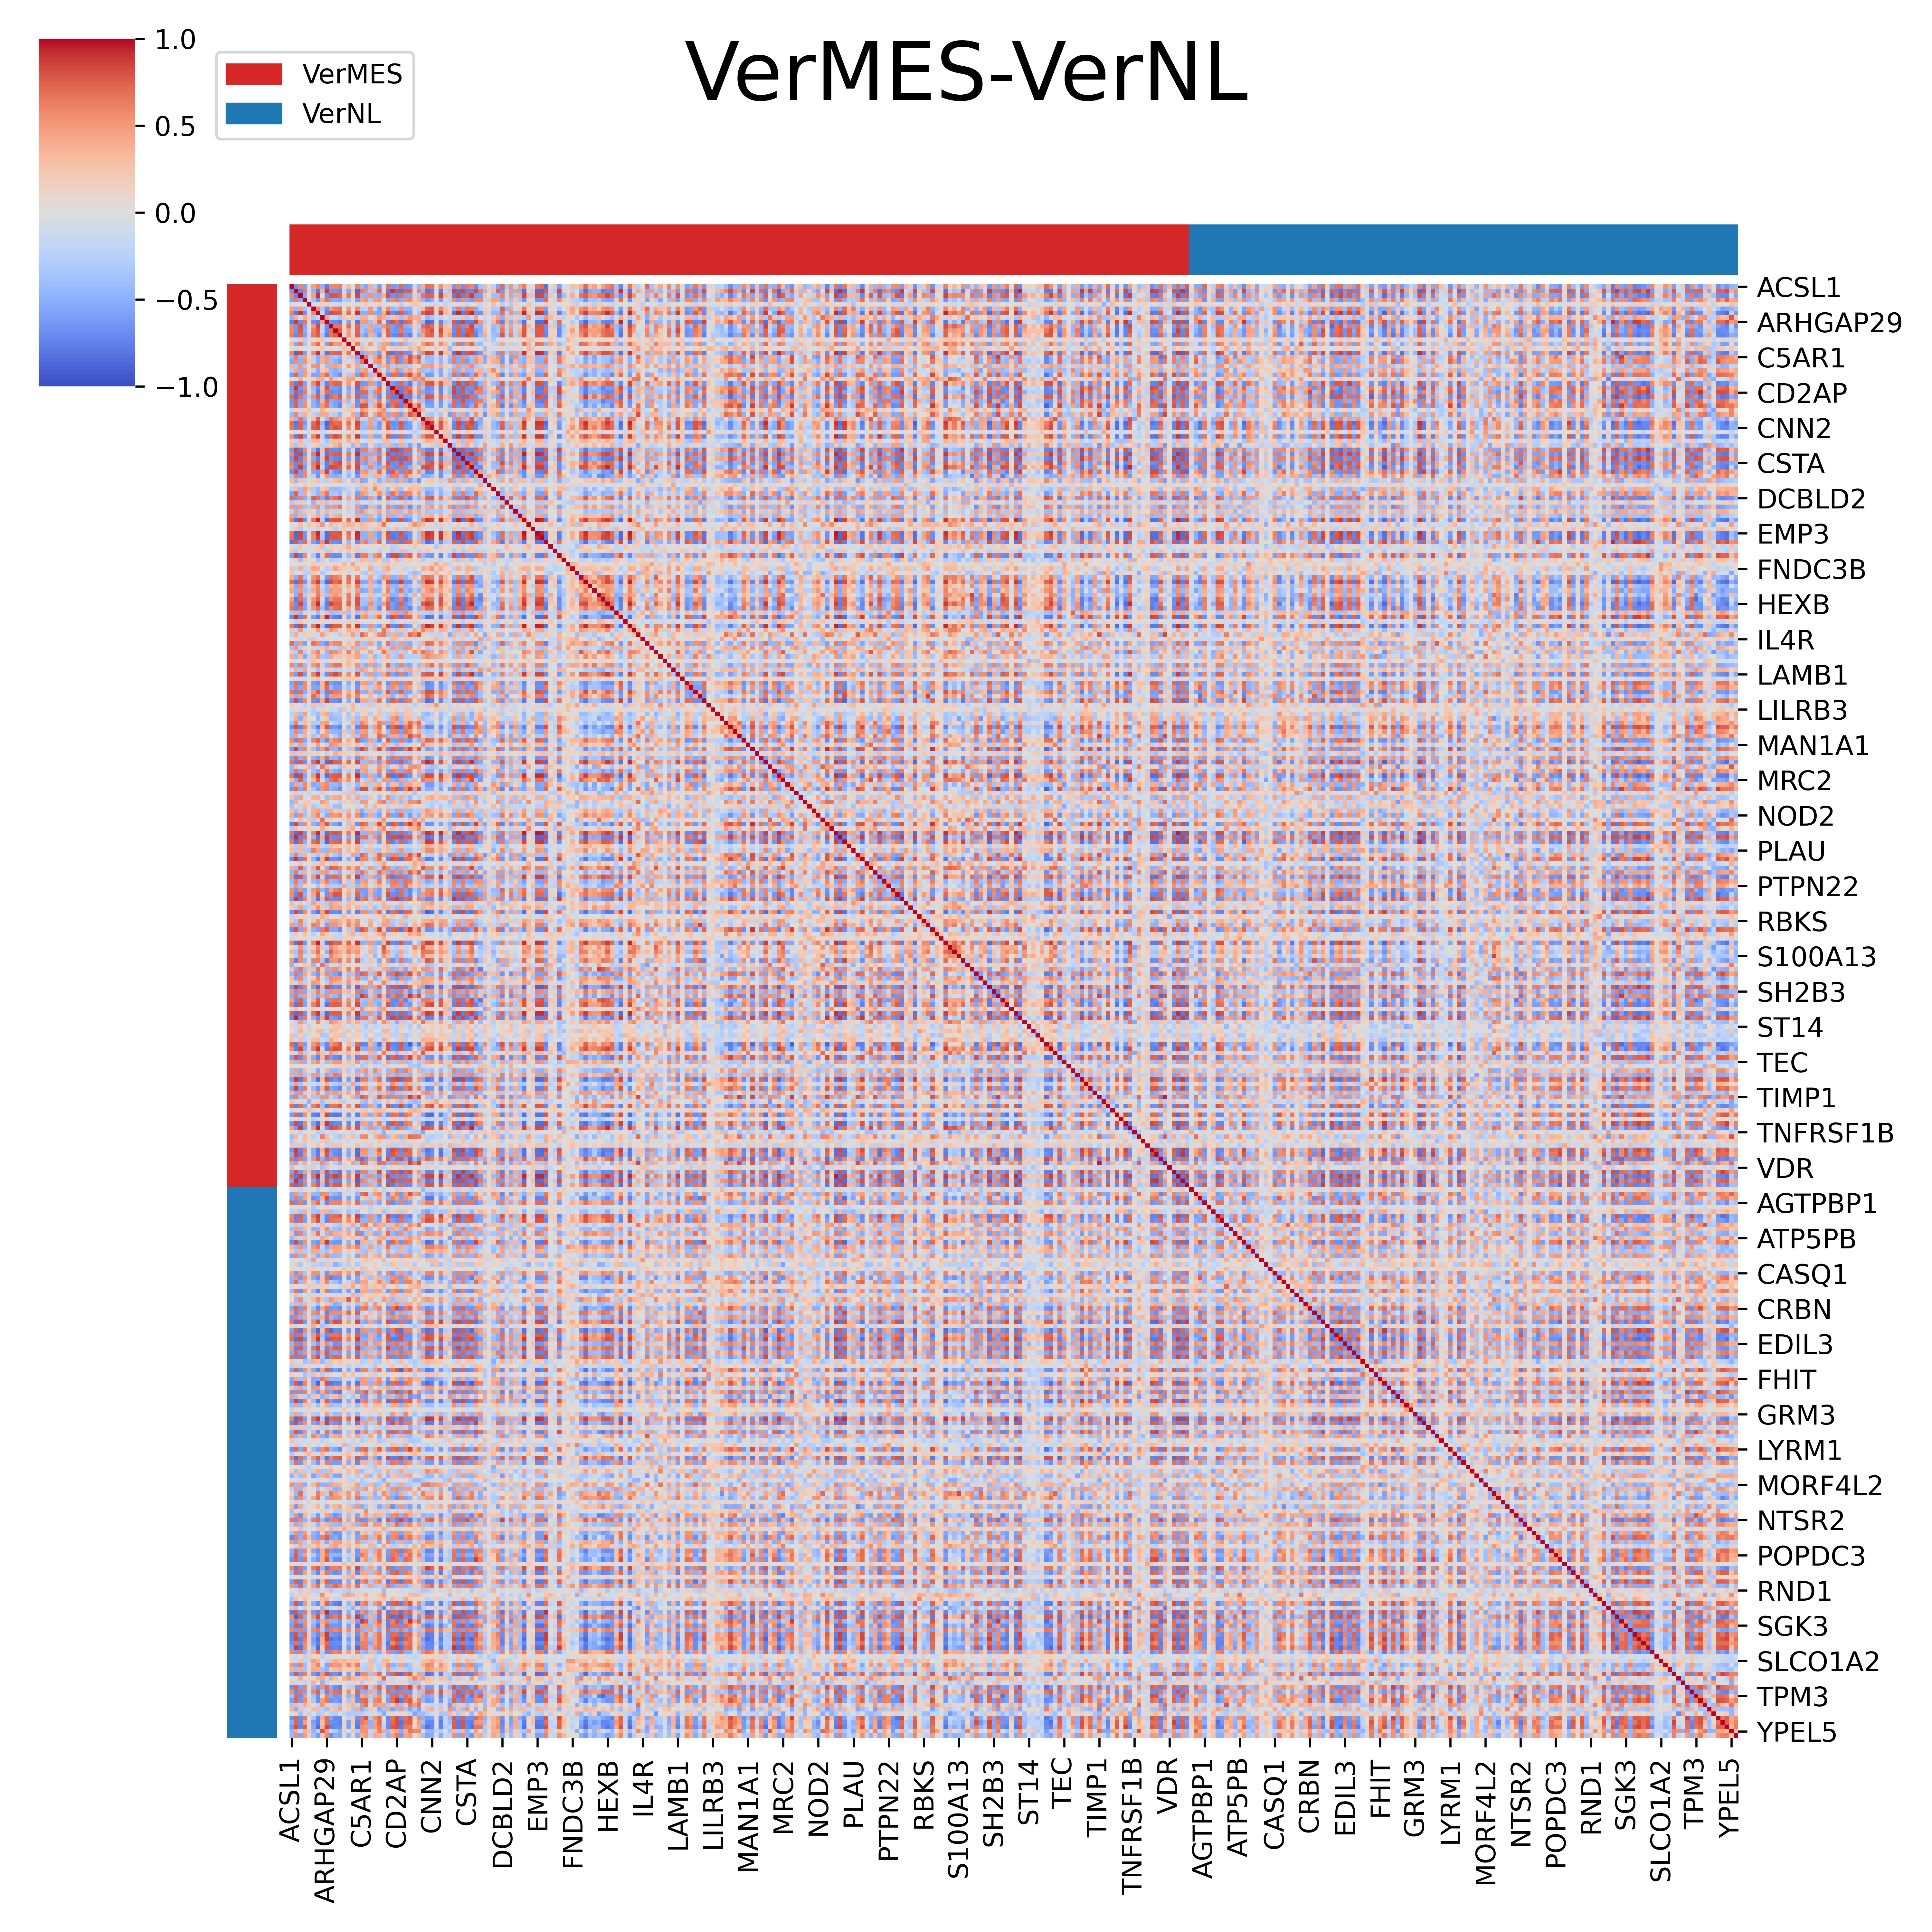 VerMES-VerNL
1.0
0.5
0.0
−0.5
−1.0
VerMES
VerNL
ACSL1
ARHGAP29
C5AR1
CD2AP
CNN2
CSTA
DCBLD2
EMP3
FNDC3B
HEXB
IL4R
LAMB1
LILRB3
MAN1A1
MRC2
NOD2
PLAU
PTPN22
RBKS
S100A13
SH2B3
ST14
TEC
TIMP1
TNFRSF1B
VDR
AGTPBP1
ATP5PB
CASQ1
CRBN
EDIL3
FHIT
GRM3
LYRM1
MORF4L2
NTSR2
POPDC3
RND1
SGK3
SLCO1A2
TPM3
YPEL5
ACSL1
ARHGAP29
C5AR1
CD2AP
CNN2
CSTA
DCBLD2
EMP3
FNDC3B
HEXB
IL4R
LAMB1
LILRB3
MAN1A1
MRC2
NOD2
PLAU
PTPN22
RBKS
S100A13
SH2B3
ST14
TEC
TIMP1
TNFRSF1B
VDR
AGTPBP1
ATP5PB
CASQ1
CRBN
EDIL3
FHIT
GRM3
LYRM1
MORF4L2
NTSR2
POPDC3
RND1
SGK3
SLCO1A2
TPM3
YPEL5